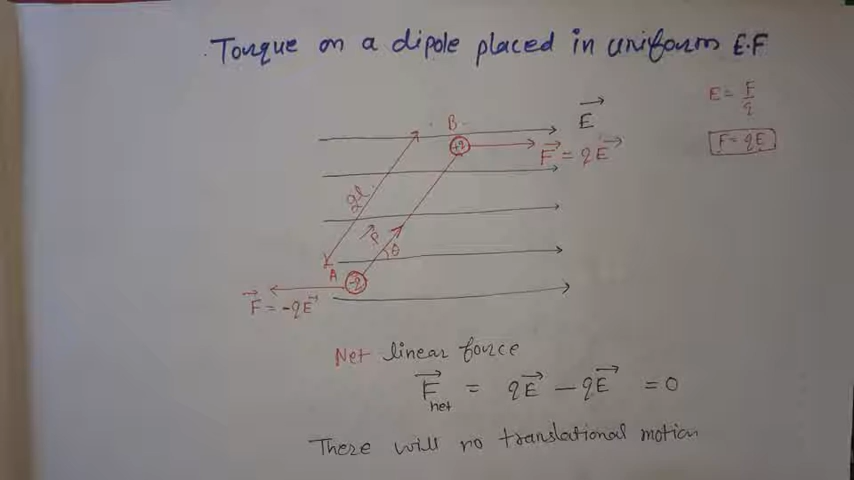 Torque on a dipole placed in uniform E.F
E = F/q
F = qE
E⃗
B
+q
F⃗ = qE⃗
2l
P⃗
θ
A
-q
F⃗ = -qE⃗
Net linear force
F⃗net = qE⃗ - qE⃗ = 0
There will no translational motion